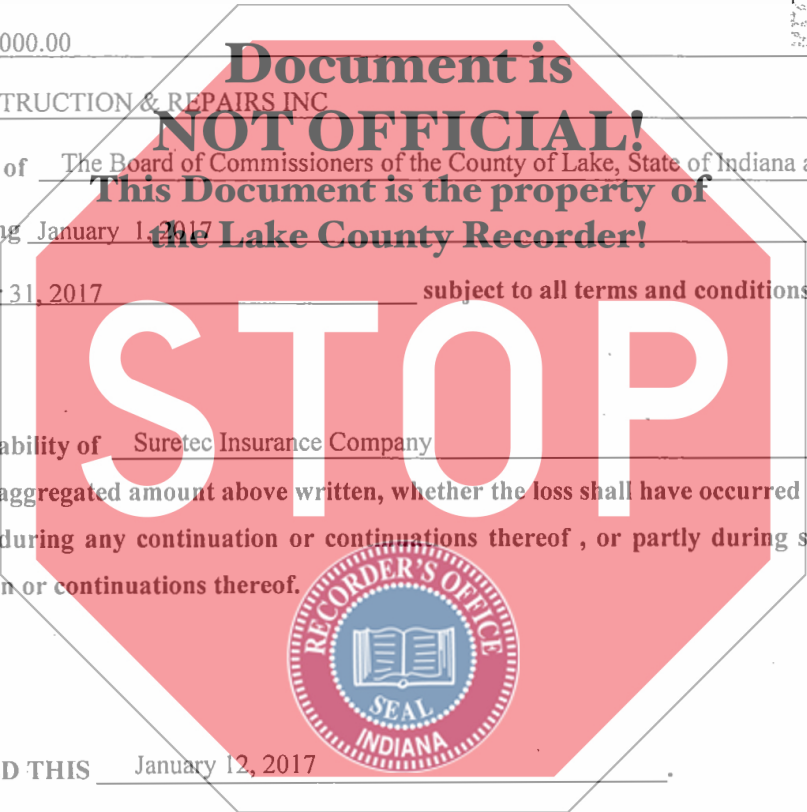 000.00
Document is
TRUCTION & REPAIRS INC
NOT OFFICIAL!
of The Board of Commissioners of the County of Lake, State of Indiana a
This Document is the property of
ng January 1, 2017
the Lake County Recorder!
31, 2017 subject to all terms and conditions
STOP
ability of Suretec Insurance Company
aggregated amount above written, whether the loss shall have occurred
during any continuation or continuations thereof , or partly during s
n or continuations thereof.
RECORDER'S OFFICE
SEAL
INDIANA
D THIS January 12, 2017 .